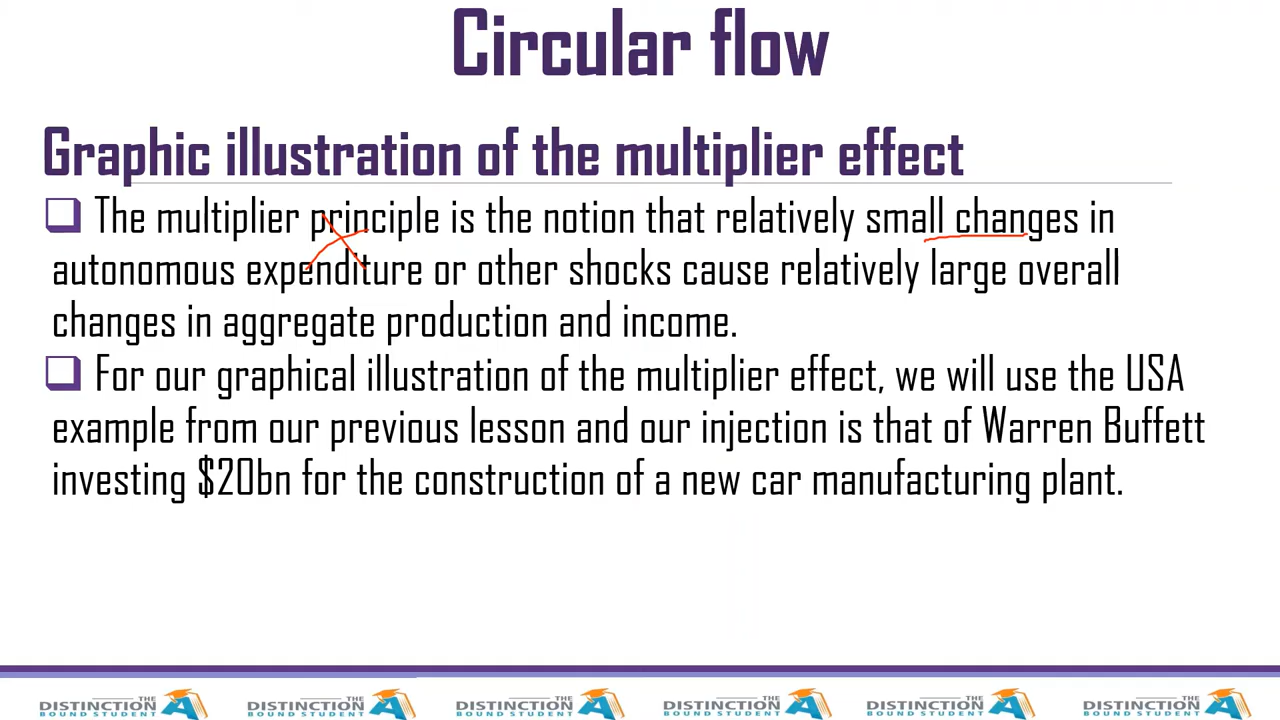 Circular flow
Graphic illustration of the multiplier effect
The multiplier principle is the notion that relatively small changes in
autonomous expenditure or other shocks cause relatively large overall
changes in aggregate production and income.
For our graphical illustration of the multiplier effect, we will use the USA
example from our previous lesson and our injection is that of Warren Buffett
investing $20bn for the construction of a new car manufacturing plant.
THE DISTINCTION BOUND STUDENT A THE DISTINCTION BOUND STUDENT A THE DISTINCTION BOUND STUDENT A THE DISTINCTION BOUND STUDENT A THE DISTINCTION BOUND STUDENT A THE DISTINCTION BOUND STUDENT A